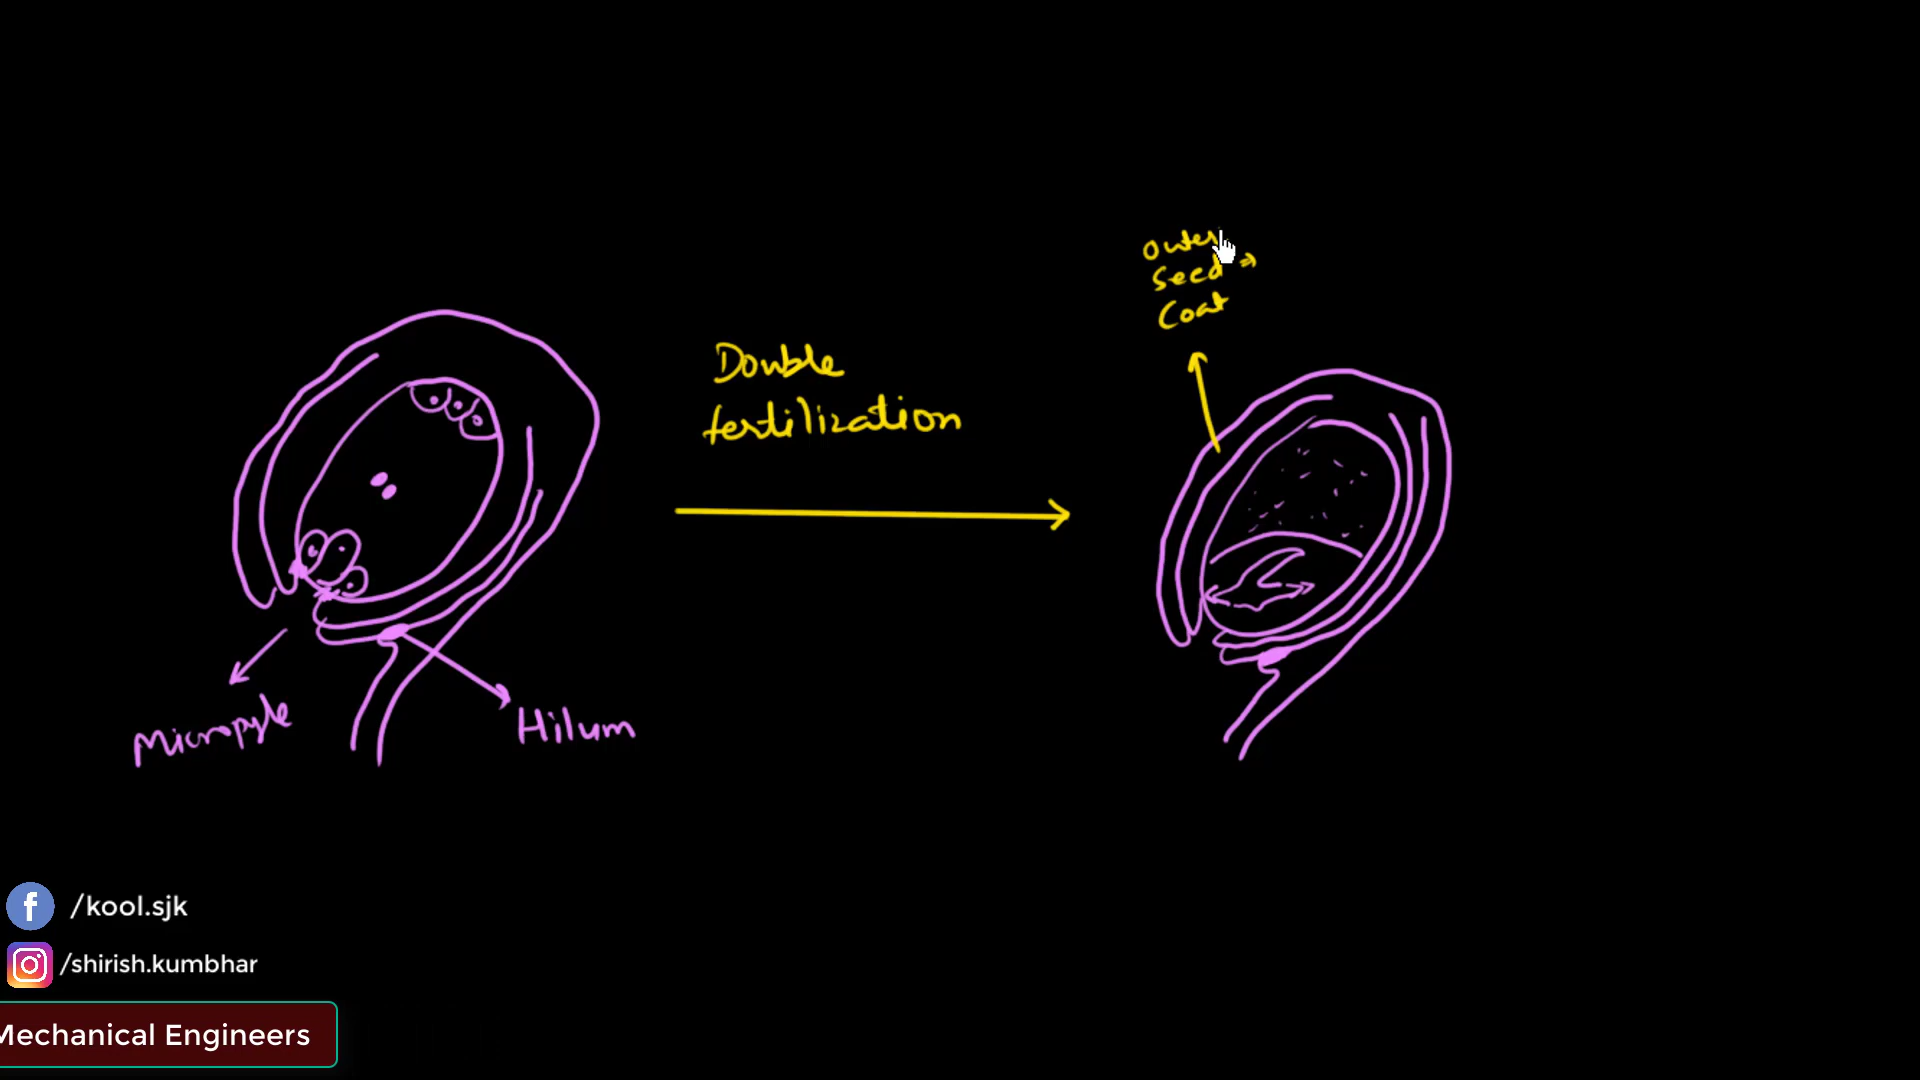 Outer
Seed →
Coat
Double
fertilization
Micropyle
Hilum
f /kool.sjk
/shirish.kumbhar
Mechanical Engineers